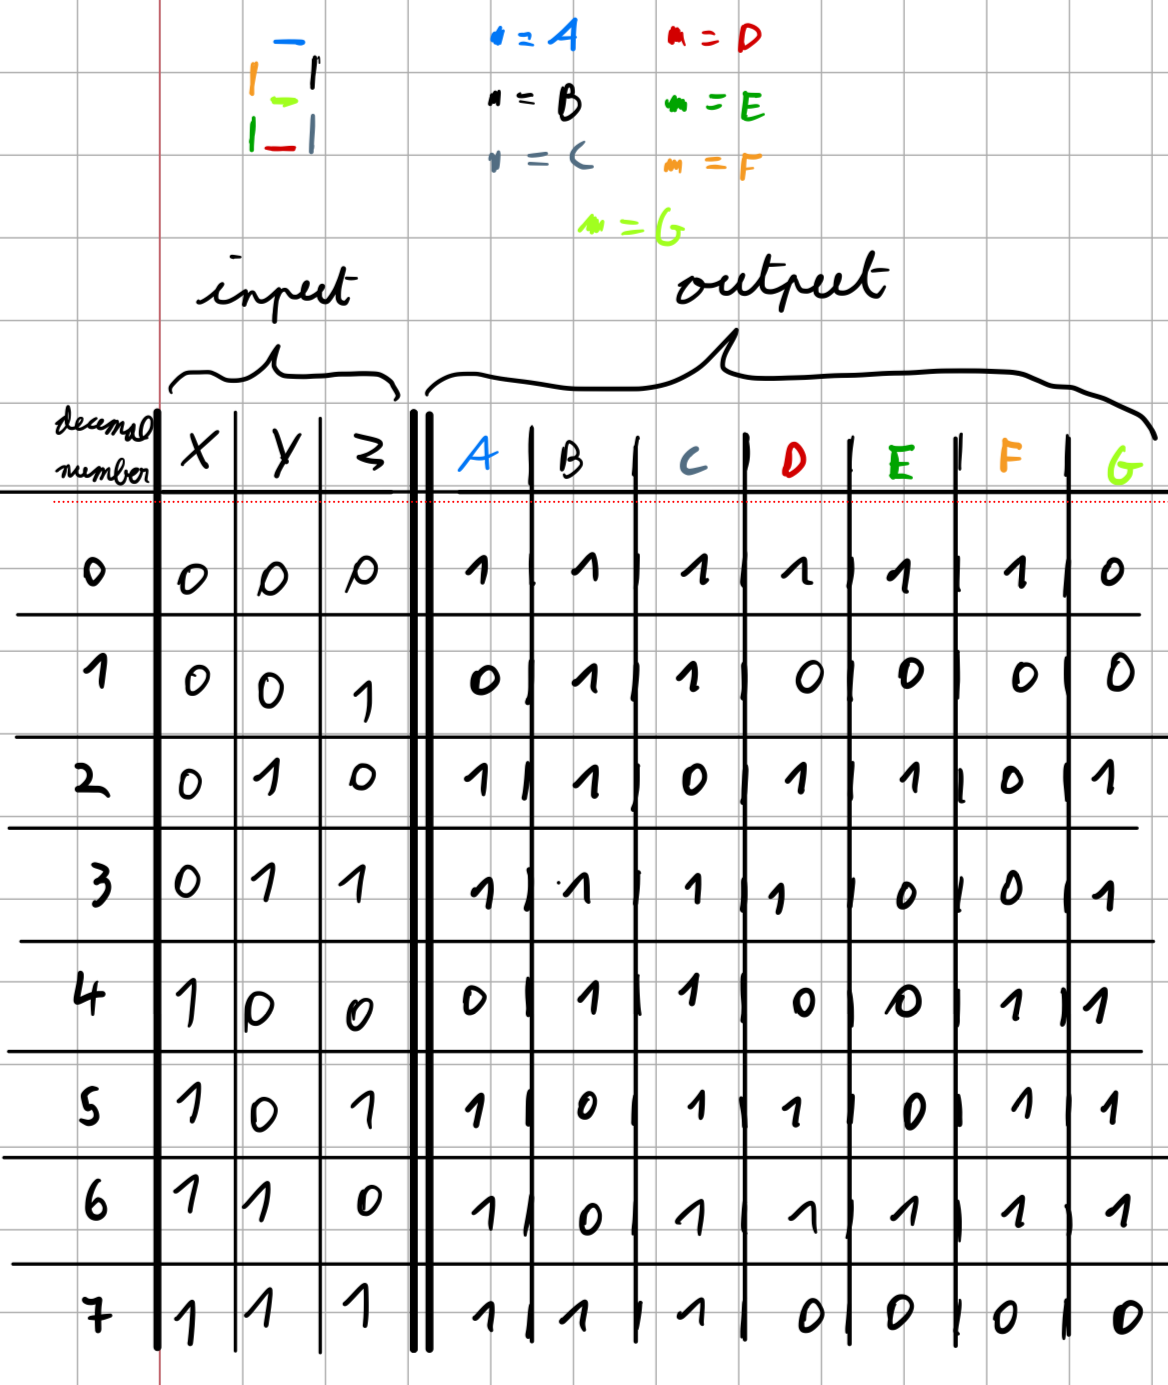 = A = D
= B = E
= C = F
= G
input output
decimal number X Y Z A B C D E F G
0 0 0 0 1 1 1 1 1 1 0
1 0 0 1 0 1 1 0 0 0 0
2 0 1 0 1 1 0 1 1 0 1
3 0 1 1 1 1 1 1 0 0 1
4 1 0 0 0 1 1 0 0 1 1
5 1 0 1 1 0 1 1 0 1 1
6 1 1 0 1 0 1 1 1 1 1
7 1 1 1 1 1 1 0 0 0 0